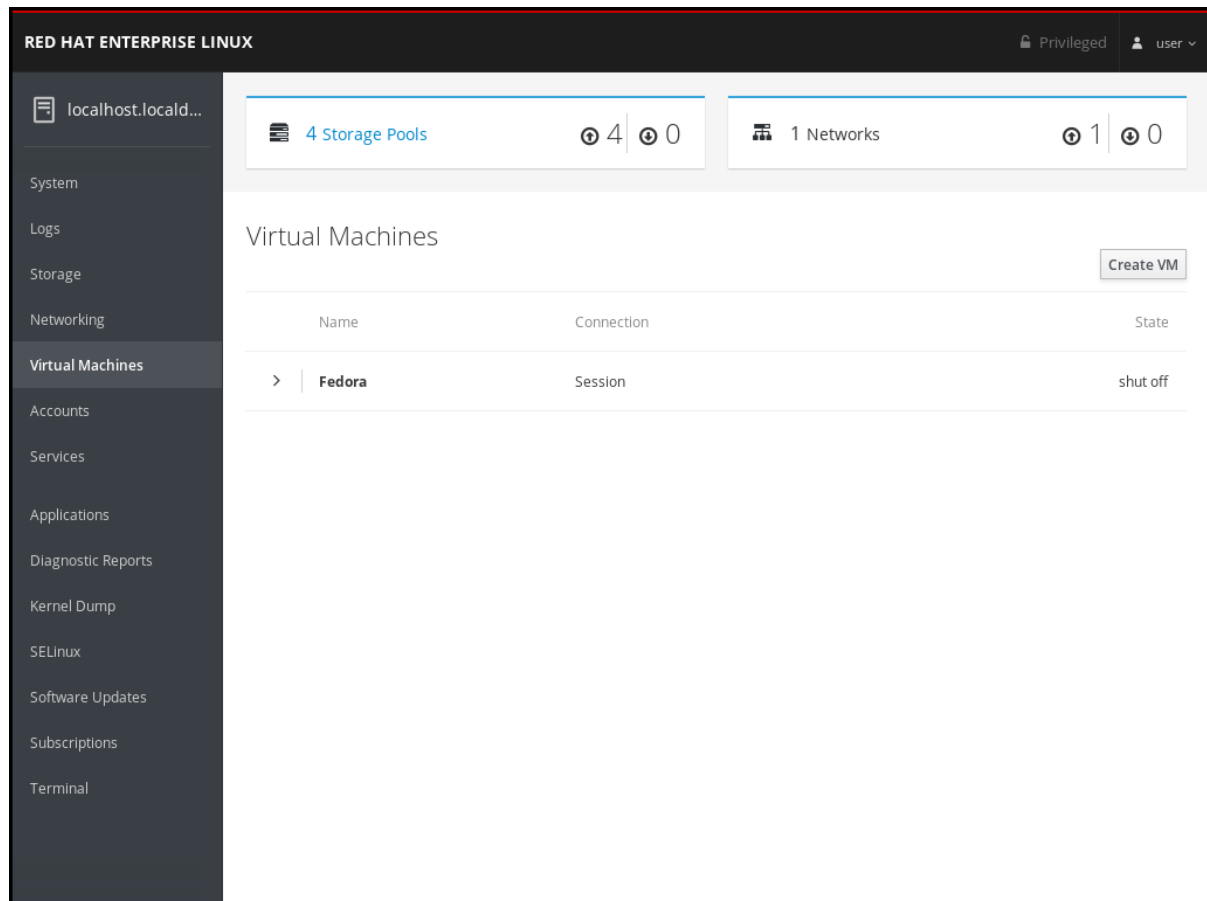 RED HAT ENTERPRISE LINUX
Privileged
user
localhost.locald...
4 Storage Pools 4 0
1 Networks 1 0
System
Logs
Storage
Networking
Virtual Machines
Accounts
Services
Applications
Diagnostic Reports
Kernel Dump
SELinux
Software Updates
Subscriptions
Terminal
Virtual Machines
Create VM
Name Connection State
Fedora Session shut off